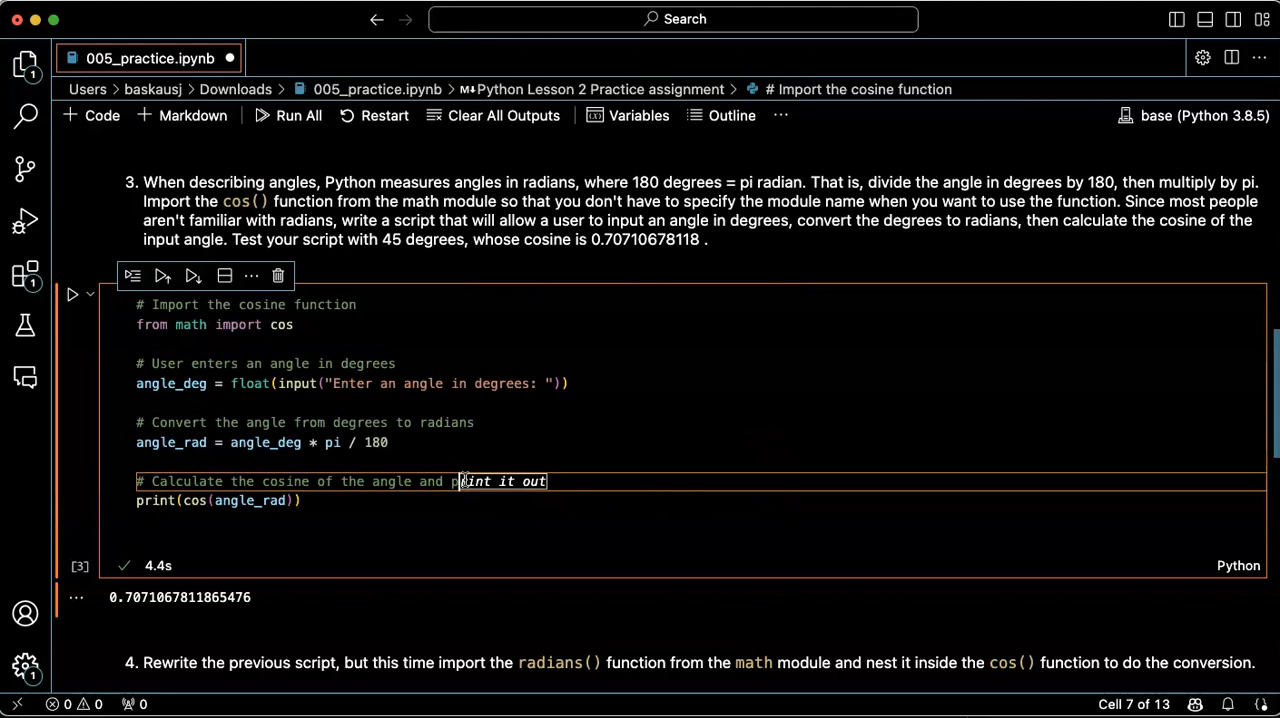 Search
005_practice.ipynb
Users > baskausj > Downloads > 005_practice.ipynb > M↓Python Lesson 2 Practice assignment > # Import the cosine function
+ Code + Markdown Run All Restart Clear All Outputs Variables Outline ··· base (Python 3.8.5)
3. When describing angles, Python measures angles in radians, where 180 degrees = pi radian. That is, divide the angle in degrees by 180, then multiply by pi.
Import the cos() function from the math module so that you don't have to specify the module name when you want to use the function. Since most people
aren't familiar with radians, write a script that will allow a user to input an angle in degrees, convert the degrees to radians, then calculate the cosine of the
input angle. Test your script with 45 degrees, whose cosine is 0.70710678118 .
# Import the cosine function
from math import cos
# User enters an angle in degrees
angle_deg = float(input("Enter an angle in degrees: "))
# Convert the angle from degrees to radians
angle_rad = angle_deg * pi / 180
# Calculate the cosine of the angle and print it out
print(cos(angle_rad))
[3] 4.4s Python
··· 0.7071067811865476
4. Rewrite the previous script, but this time import the radians() function from the math module and nest it inside the cos() function to do the conversion.
0 0 0 Cell 7 of 13
1
1
1